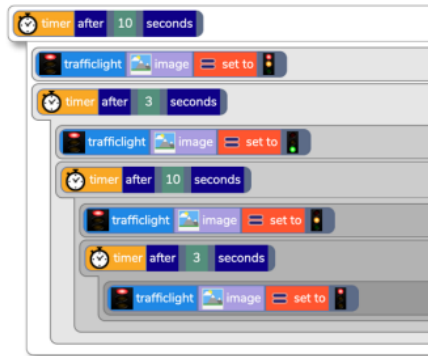 timer after 10 seconds
trafficlight image = set to
timer after 3 seconds
trafficlight image = set to
timer after 10 seconds
trafficlight image = set to
timer after 3 seconds
trafficlight image = set to